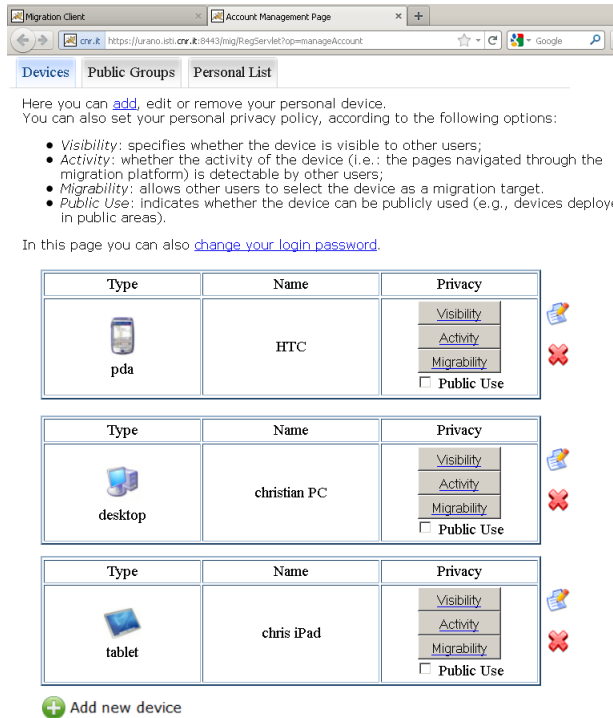 Migration Client
Account Management Page
cnr.it https://urano.isti.cnr.it:8443/mig/RegServlet?op=manageAccount
Google
Devices Public Groups Personal List
Here you can add, edit or remove your personal device.
You can also set your personal privacy policy, according to the following options:
Visibility: specifies whether the device is visible to other users;
Activity: whether the activity of the device (i.e.: the pages navigated through the
migration platform) is detectable by other users;
Migrability: allows other users to select the device as a migration target.
Public Use: indicates whether the device can be publicly used (e.g., devices deploye
in public areas).
In this page you can also change your login password.
Type Name Privacy
pda
HTC
Visibility
Activity
Migrability
Public Use
Type Name Privacy
desktop
christian PC
Visibility
Activity
Migrability
Public Use
Type Name Privacy
tablet
chris iPad
Visibility
Activity
Migrability
Public Use
Add new device